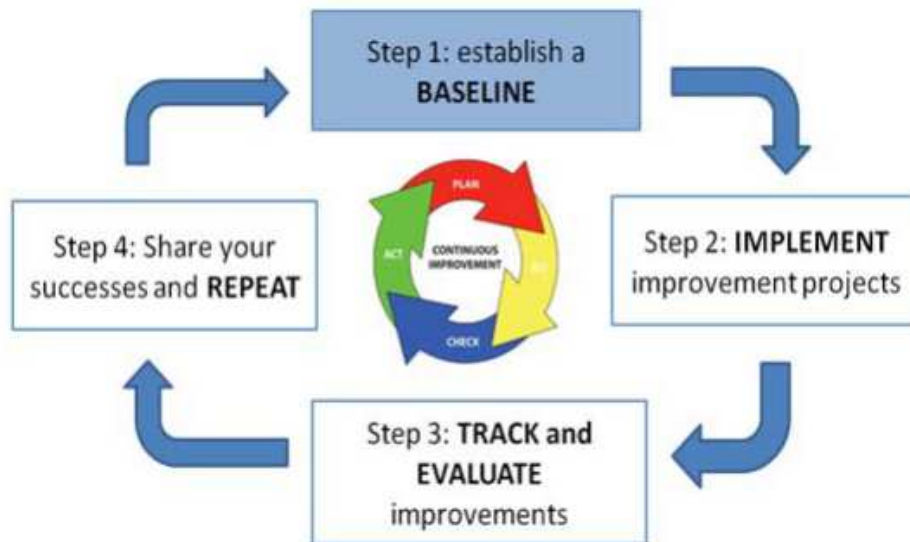 Step 1: establish a
BASELINE
Step 2: IMPLEMENT
improvement projects
Step 3: TRACK and
EVALUATE
improvements
Step 4: Share your
successes and REPEAT
PLAN
CHECK
ACT
CONTINUOUS
IMPROVEMENT